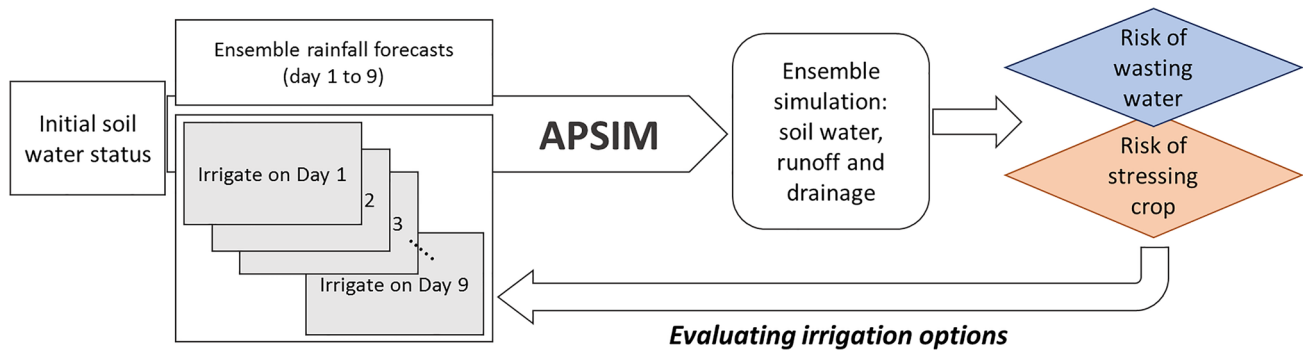 Initial soil
water status
Ensemble rainfall forecasts
(day 1 to 9)
Irrigate on Day 1
2
3
Irrigate on Day 9
APSIM
Ensemble
simulation:
soil water,
runoff and
drainage
Risk of
wasting
water
Risk of
stressing
crop
Evaluating irrigation options